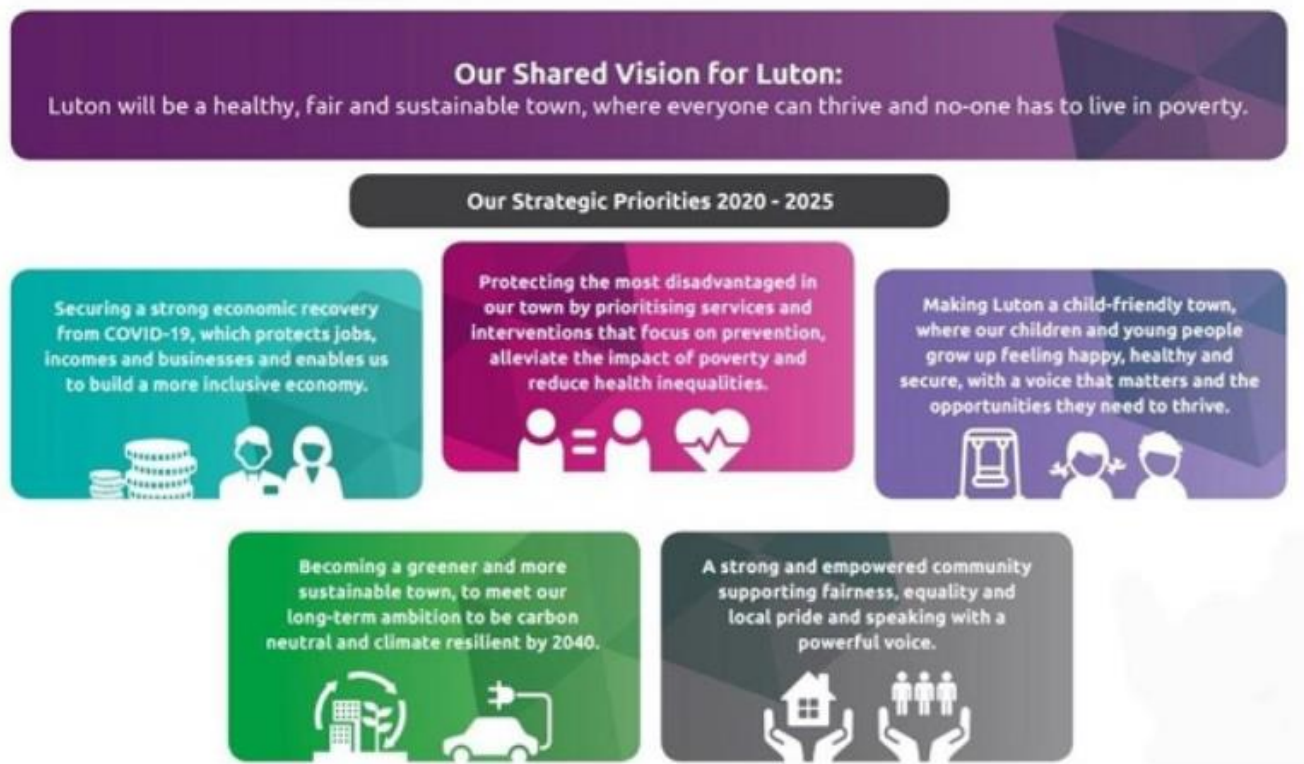 Our Shared Vision for Luton:
Luton will be a healthy, fair and sustainable town, where everyone can thrive and no-one has to live in poverty.
Our Strategic Priorities 2020 - 2025
Securing a strong economic recovery
from COVID-19, which protects jobs,
incomes and businesses and enables us
to build a more inclusive economy.
Protecting the most disadvantaged in
our town by prioritising services and
interventions that focus on prevention,
alleviate the impact of poverty and
reduce health inequalities.
Making Luton a child-friendly town,
where our children and young people
grow up feeling happy, healthy and
secure, with a voice that matters and the
opportunities they need to thrive.
Becoming a greener and more
sustainable town, to meet our
long-term ambition to be carbon
neutral and climate resilient by 2040.
A strong and empowered community
supporting fairness, equality and
local pride and speaking with a
powerful voice.